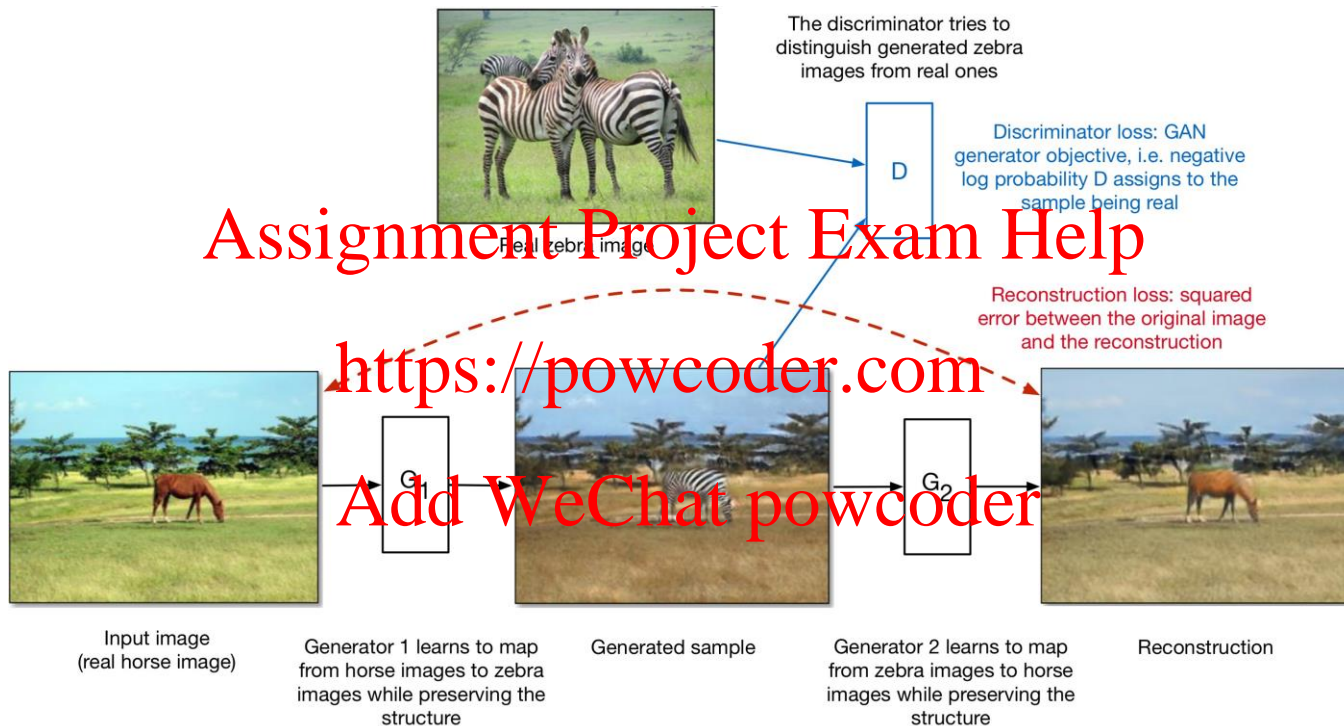 The discriminator tries to
distinguish generated zebra
images from real ones
D
Discriminator loss: GAN
generator objective, i.e. negative
log probability D assigns to the
sample being real
Assignment Project Exam Help
Real zebra image
Reconstruction loss: squared
error between the original image
and the reconstruction
https://powcoder.com
G1
G2
Add WeChat powcoder
Input image
(real horse image)
Generator 1 learns to map
from horse images to zebra
images while preserving the
structure
Generated sample
Generator 2 learns to map
from zebra images to horse
images while preserving the
structure
Reconstruction